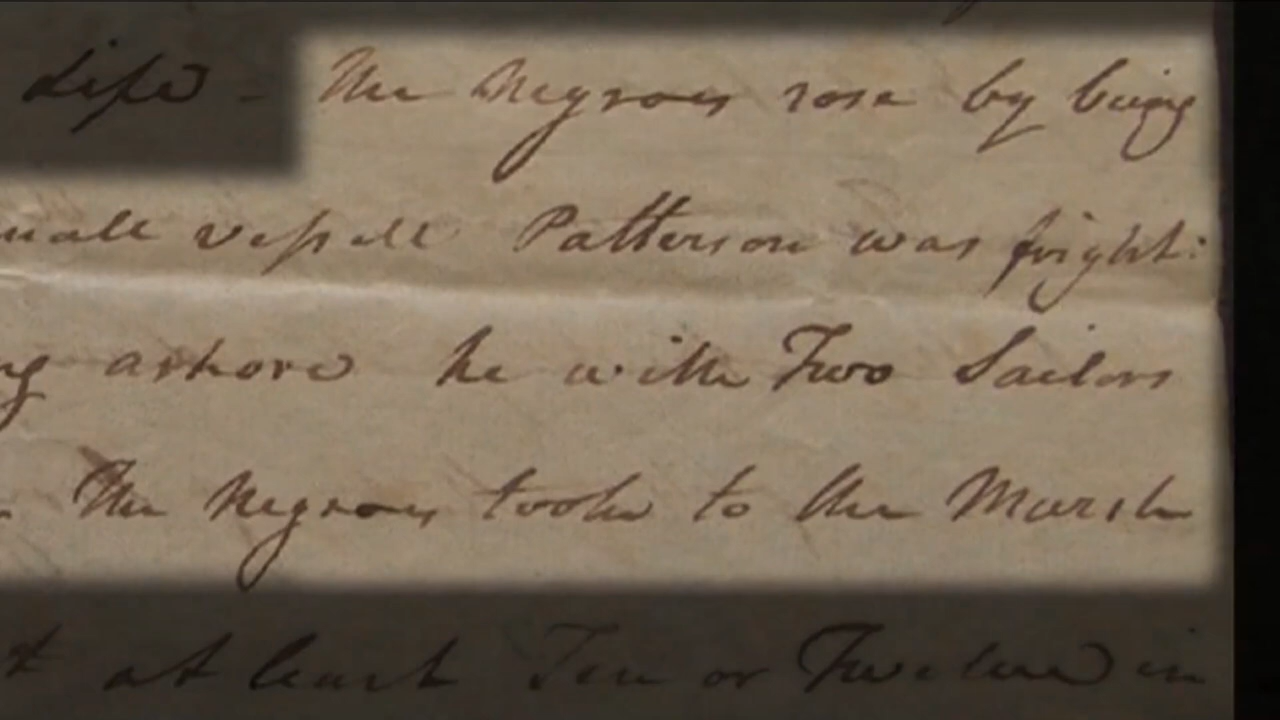 Life - The Negroes rose by being
small vessell Patterson was fright:
ashore he with Two Sailors
The Negroes took to the Marsh
at least Ten or Twelve in